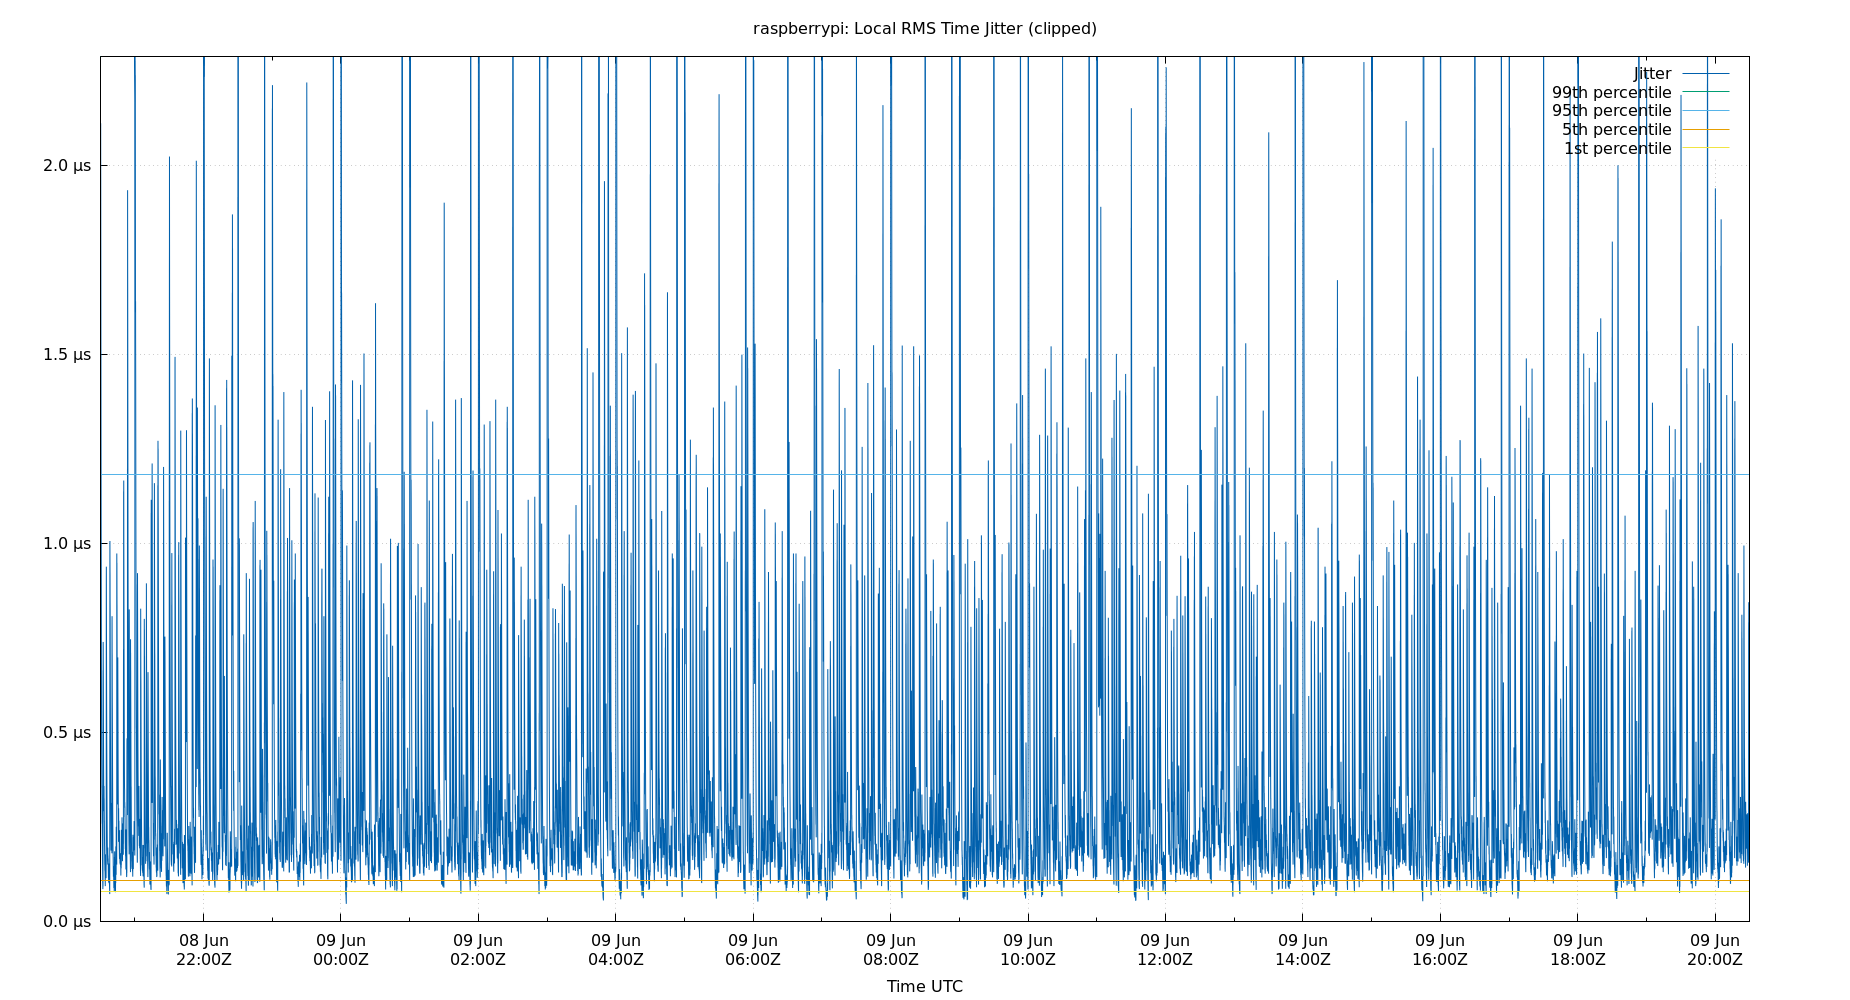 raspberrypi: Local RMS Time Jitter (clipped)
Jitter
99th percentile
95th percentile
5th percentile
1st percentile
2.0 µs
1.5 µs
1.0 µs
0.5 µs
0.0 µs
08 Jun 09 Jun 09 Jun 09 Jun 09 Jun 09 Jun 09 Jun 09 Jun 09 Jun 09 Jun 09 Jun 09 Jun
22:00Z 00:00Z 02:00Z 04:00Z 06:00Z 08:00Z 10:00Z 12:00Z 14:00Z 16:00Z 18:00Z 20:00Z
Time UTC